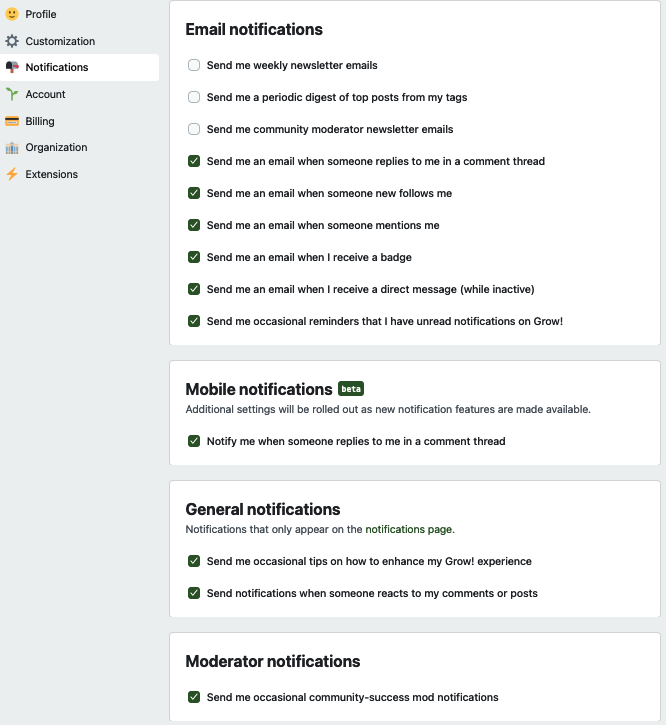 Profile
Customization
Notifications
Account
Billing
Organization
Extensions
Email notifications
Send me weekly newsletter emails
Send me a periodic digest of top posts from my tags
Send me community moderator newsletter emails
Send me an email when someone replies to me in a comment thread
Send me an email when someone new follows me
Send me an email when someone mentions me
Send me an email when I receive a badge
Send me an email when I receive a direct message (while inactive)
Send me occasional reminders that I have unread notifications on Grow!
Mobile notifications beta
Additional settings will be rolled out as new notification features are made available.
Notify me when someone replies to me in a comment thread
General notifications
Notifications that only appear on the notifications page.
Send me occasional tips on how to enhance my Grow! experience
Send notifications when someone reacts to my comments or posts
Moderator notifications
Send me occasional community-success mod notifications